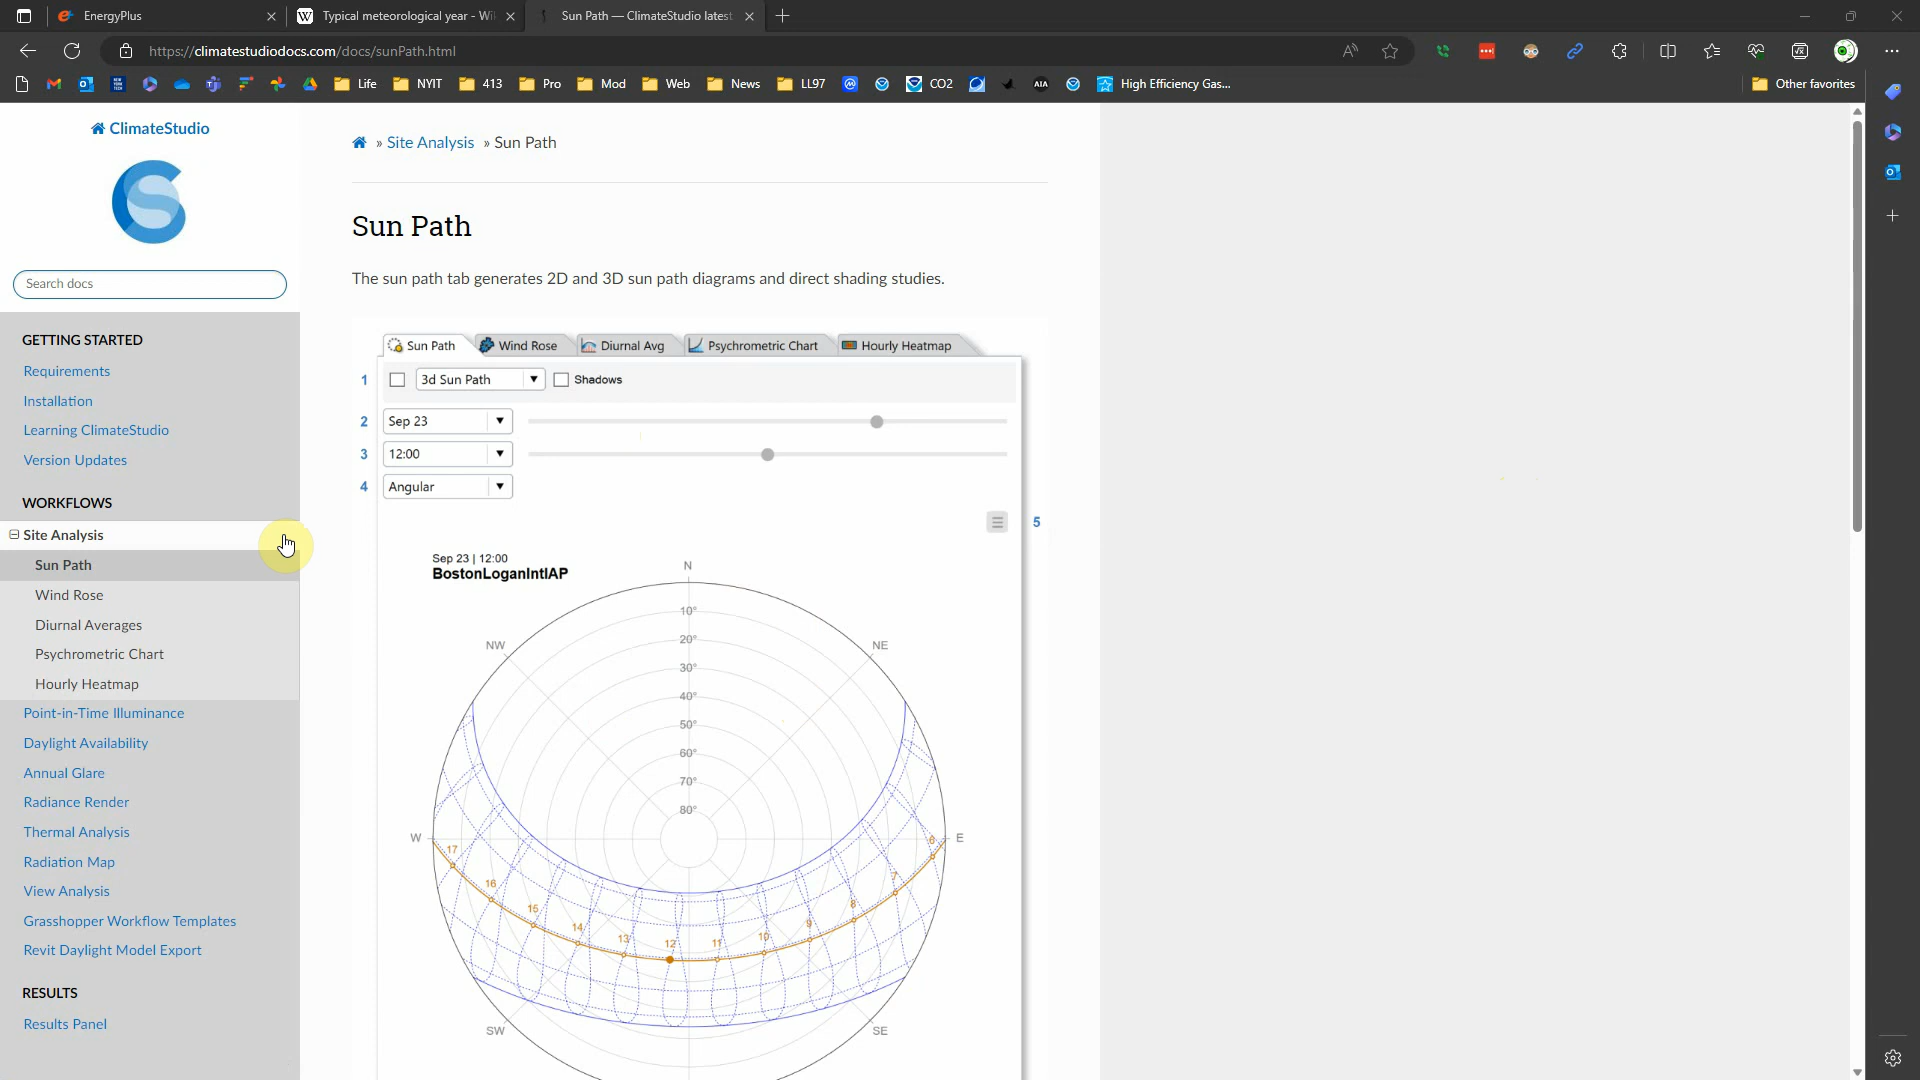 EnergyPlus
Typical meteorological year - Wi
Sun Path — ClimateStudio latest
https://climatestudiodocs.com/docs/sunPath.html
Life
NYIT
413
Pro
Mod
Web
News
LL97
CO2
AIA
High Efficiency Gas...
Other favorites
ClimateStudio
Search docs
GETTING STARTED
Requirements
Installation
Learning ClimateStudio
Version Updates
WORKFLOWS
Site Analysis
Sun Path
Wind Rose
Diurnal Averages
Psychrometric Chart
Hourly Heatmap
Point-in-Time Illuminance
Daylight Availability
Annual Glare
Radiance Render
Thermal Analysis
Radiation Map
View Analysis
Grasshopper Workflow Templates
Revit Daylight Model Export
RESULTS
Results Panel
» Site Analysis » Sun Path
Sun Path
The sun path tab generates 2D and 3D sun path diagrams and direct shading studies.
Sun Path
Wind Rose
Diurnal Avg
Psychrometric Chart
Hourly Heatmap
1
3d Sun Path
Shadows
2
Sep 23
3
12:00
4
Angular
5
Sep 23 | 12:00
BostonLoganIntlAP
N
10°
20°
NW
NE
30°
40°
50°
60°
70°
80°
W
E
17
6
16
7
15
8
14
9
13
12
11
10
SW
SE